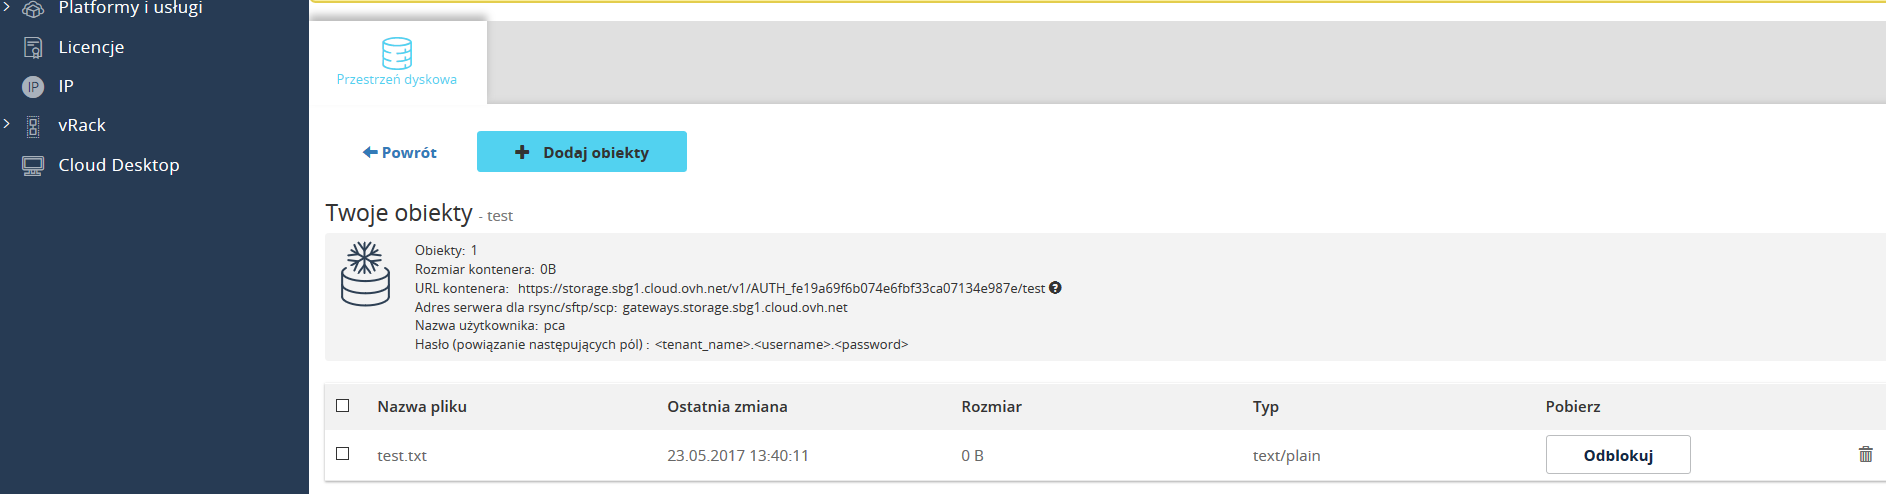 Platformy i usługi
Licencje
IP IP
vRack
Cloud Desktop
Przestrzeń dyskowa
Powrót
Dodaj obiekty
Twoje obiekty - test
Obiekty: 1
Rozmiar kontenera: 0B
URL kontenera: https://storage.sbg1.cloud.ovh.net/v1/AUTH_fe19a69f6b074e6fbf33ca07134e987e/test ?
Adres serwera dla rsync/sftp/scp: gateways.storage.sbg1.cloud.ovh.net
Nazwa użytkownika: pca
Hasło (powiązanie następujących pól) : <tenant_name>.<username>.<password>
Nazwa pliku Ostatnia zmiana Rozmiar Typ Pobierz
test.txt 23.05.2017 13:40:11 0 B text/plain Odblokuj